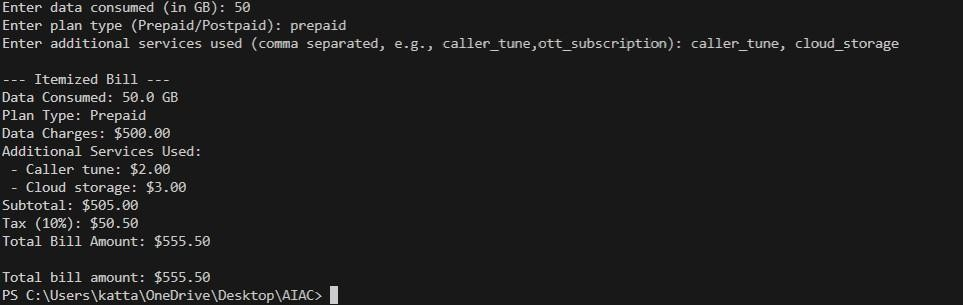 Enter data consumed (in GB): 50
Enter plan type (Prepaid/Postpaid): prepaid
Enter additional services used (comma separated, e.g., caller_tune,ott_subscription): caller_tune, cloud_storage

--- Itemized Bill ---
Data Consumed: 50.0 GB
Plan Type: Prepaid
Data Charges: $500.00
Additional Services Used:
 - Caller tune: $2.00
 - Cloud storage: $3.00
Subtotal: $505.00
Tax (10%): $50.50
Total Bill Amount: $555.50

Total bill amount: $555.50
PS C:\Users\katta\OneDrive\Desktop\AIAC>